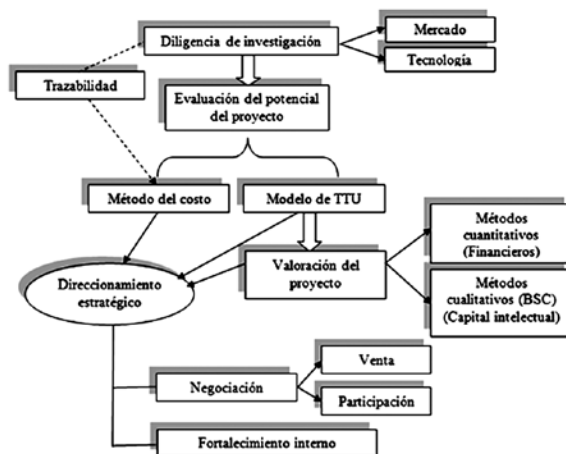 Diligencia de investigación
Mercado
Tecnología
Trazabilidad
Evaluación del potencial
del proyecto
Método del costo
Modelo de TTU
Métodos
cuantitativos
(Financieros)
Valoración del
proyecto
Métodos
cualitativos (BSC)
(Capital intelectual)
Direccionamiento
estratégico
Negociación
Venta
Participación
Fortalecimiento interno